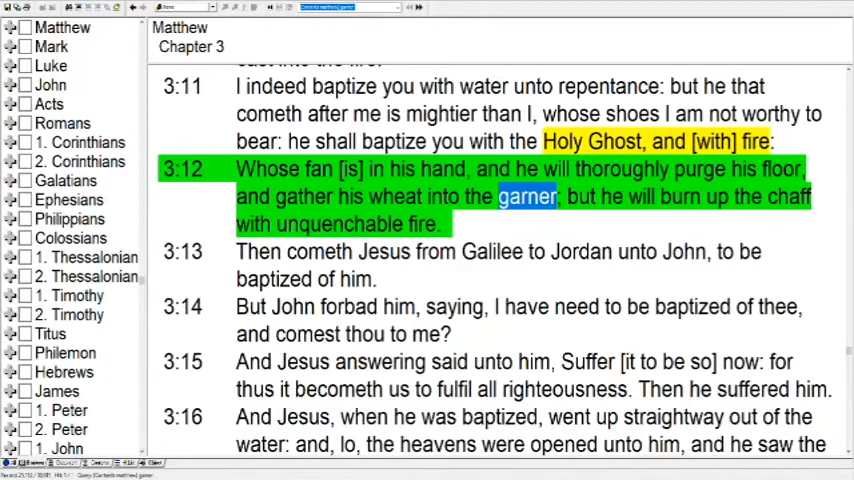 Contents matthew| garner
Matthew
Mark
Luke
John
Acts
Romans
1. Corinthians
2. Corinthians
Galatians
Ephesians
Philippians
Colossians
1. Thessalonian
2. Thessalonian
1. Timothy
2. Timothy
Titus
Philemon
Hebrews
James
1. Peter
2. Peter
1. John
Matthew
Chapter 3
3:11 I indeed baptize you with water unto repentance: but he that
cometh after me is mightier than I, whose shoes I am not worthy to
bear: he shall baptize you with the Holy Ghost, and [with] fire:
3:12 Whose fan [is] in his hand, and he will thoroughly purge his floor,
and gather his wheat into the garner; but he will burn up the chaff
with unquenchable fire.
3:13 Then cometh Jesus from Galilee to Jordan unto John, to be
baptized of him.
3:14 But John forbad him, saying, I have need to be baptized of thee,
and comest thou to me?
3:15 And Jesus answering said unto him, Suffer [it to be so] now: for
thus it becometh us to fulfil all righteousness. Then he suffered him.
3:16 And Jesus, when he was baptized, went up straightway out of the
water: and, lo, the heavens were opened unto him, and he saw the